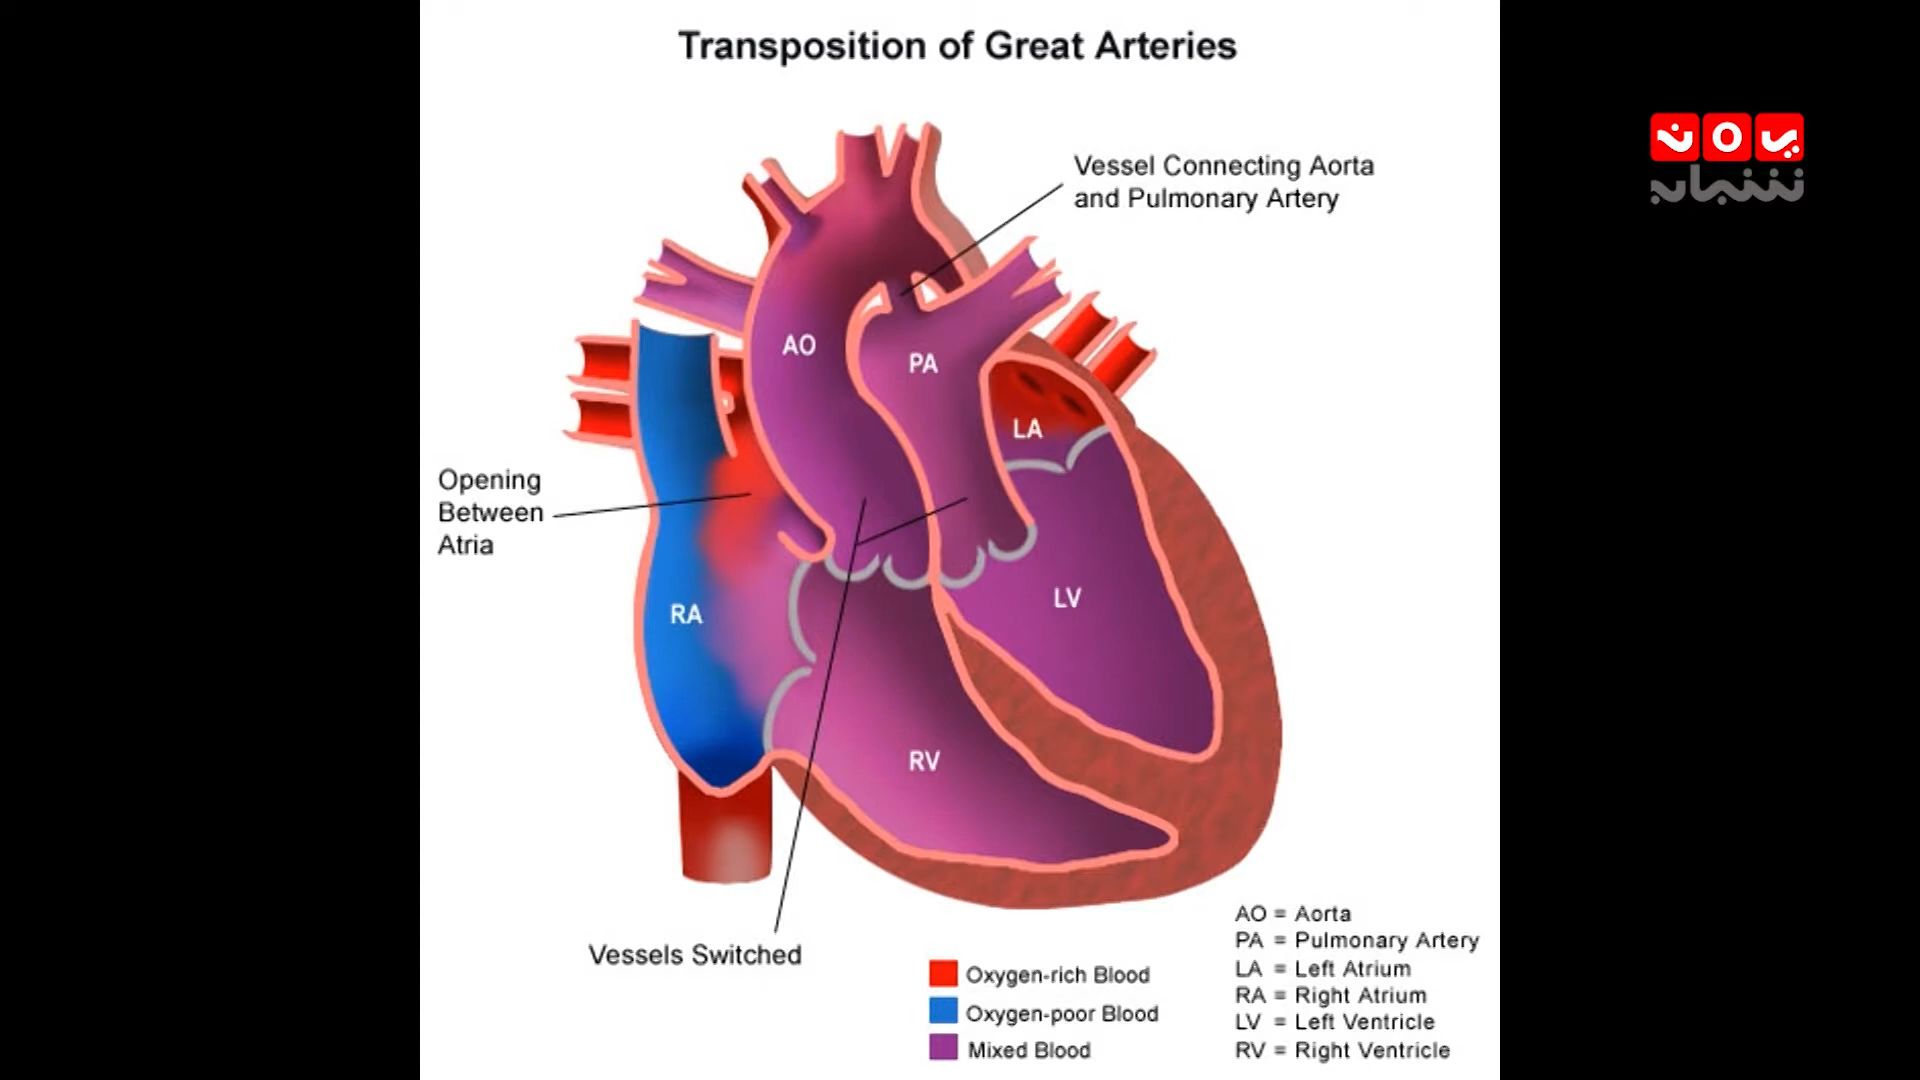 Transposition of Great Arteries
Vessel Connecting Aorta
and Pulmonary Artery
يمن
شباب
AO
PA
LA
Opening
Between
Atria
RA
LV
RV
Vessels Switched
Oxygen-rich Blood
Oxygen-poor Blood
Mixed Blood
AO = Aorta
PA = Pulmonary Artery
LA = Left Atrium
RA = Right Atrium
LV = Left Ventricle
RV = Right Ventricle